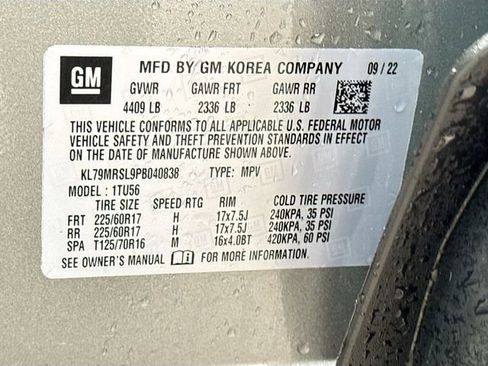 GM
MFD BY GM KOREA COMPANY 09/22
GVWR GAWR FRT GAWR RR
4409 LB 2336 LB 2336 LB
THIS VEHICLE CONFORMS TO ALL APPLICABLE U.S. FEDERAL MOTOR
VEHICLE SAFETY AND THEFT PREVENTION STANDARDS IN EFFECT
ON THE DATE OF MANUFACTURE SHOWN ABOVE.
KL79MRSL9PB040838 TYPE: MPV
MODEL: 1TU56
TIRE SIZE SPEED RTG RIM COLD TIRE PRESSURE
FRT 225/60R17 H 17x7.5J 240KPA, 35 PSI
RR 225/60R17 H 17x7.5J 240KPA, 35 PSI
SPA T125/70R16 M 16x4.0BT 420KPA, 60 PSI
SEE OWNER'S MANUAL FOR MORE INFORMATION.